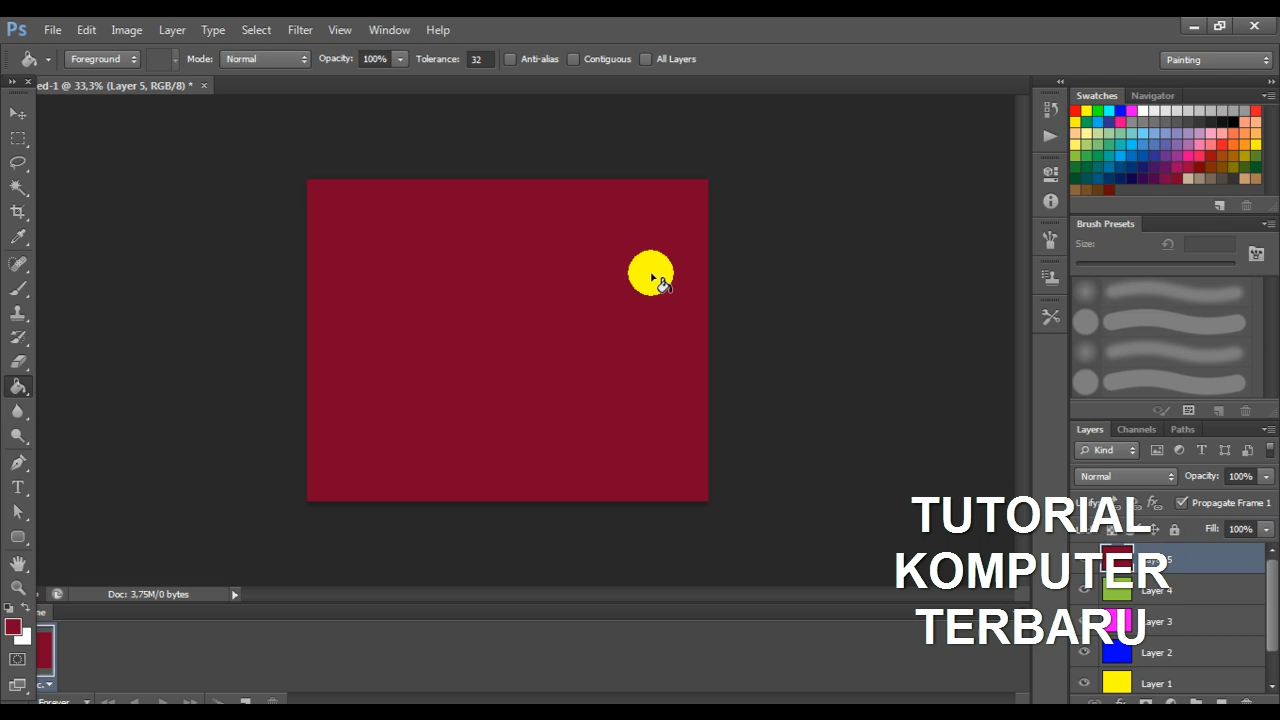 Ps File Edit Image Layer Type Select Filter View Window Help
Foreground Mode: Normal Opacity: 100% Tolerance: 32 Anti-alias Contiguous All Layers Painting
ed-1 @ 33,3% (Layer 5, RGB/8) * ×
Swatches Navigator
Brush Presets
Size:
Layers Channels Paths
Kind
Normal Opacity: 100%
Propagate Frame 1
Fill: 100%
TUTORIAL
KOMPUTER
TERBARU
Layer 4
Layer 3
Layer 2
Layer 1
Doc: 3,75M/0 bytes
Forever